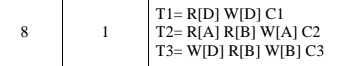 8 1 T1= R[D] W[D] C1
T2= R[A] R[B] W[A] C2
T3= W[D] R[B] W[B] C3